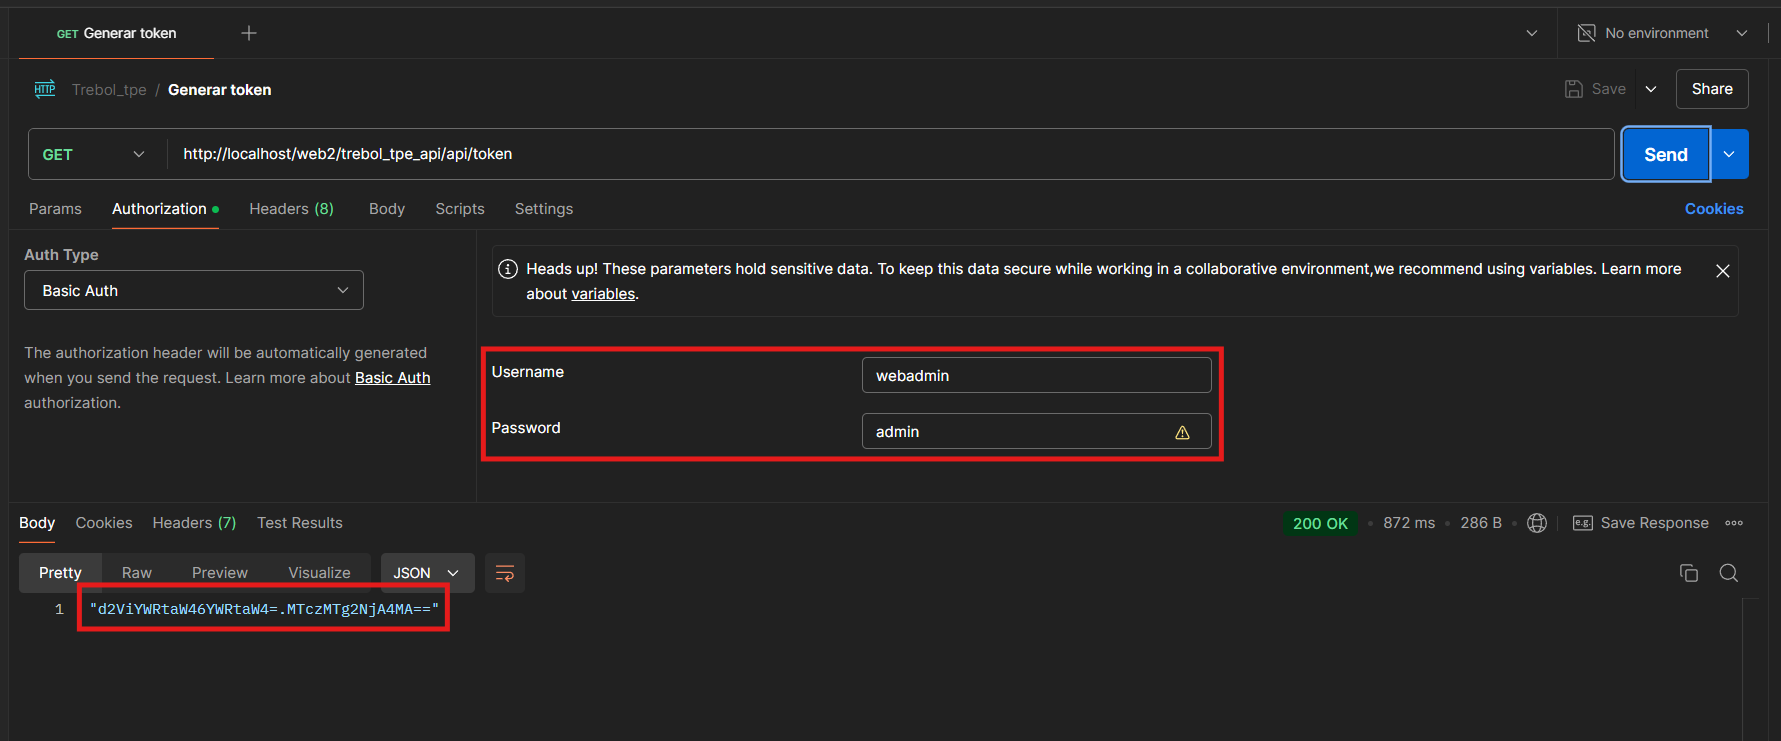 GET Generar token
No environment
HTTP Trebol_tpe / Generar token
Save
Share
GET
http://localhost/web2/trebol_tpe_api/api/token
Send
Params
Authorization
Headers (8)
Body
Scripts
Settings
Cookies
Auth Type
Basic Auth
The authorization header will be automatically generated
when you send the request. Learn more about Basic Auth
authorization.
Heads up! These parameters hold sensitive data. To keep this data secure while working in a collaborative environment,we recommend using variables. Learn more
about variables.
Username
webadmin
Password
admin
Body
Cookies
Headers (7)
Test Results
200 OK
872 ms
286 B
e.g. Save Response
Pretty
Raw
Preview
Visualize
JSON
1 "d2ViYWRtaW46YWRtaW4=.MTczMTg2NjA4MA=="